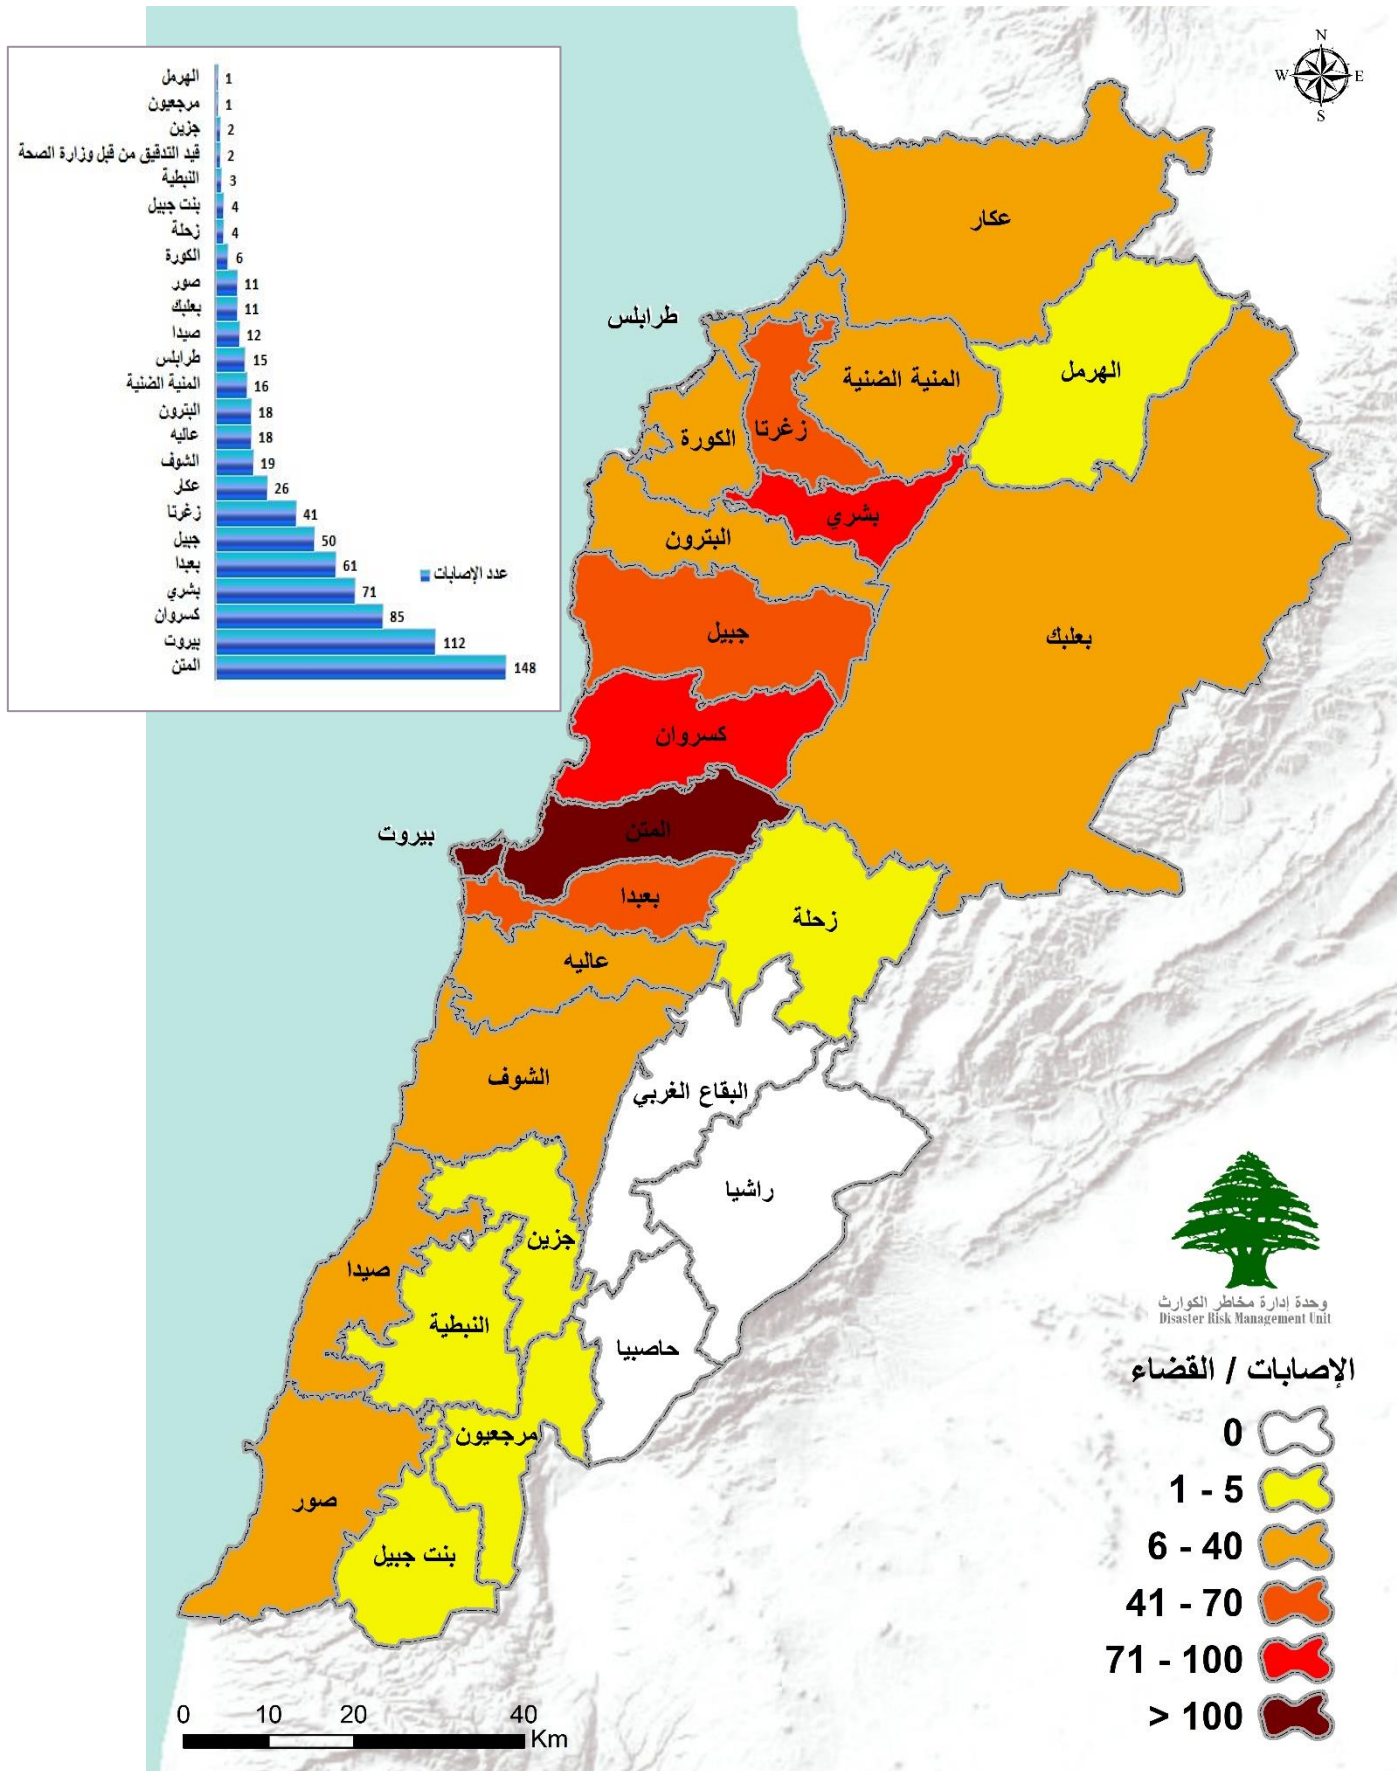 الهرمل 1
مرجعيون 1
جزين 2
قيد التدقيق من قبل وزارة الصحة 2
النبطية 3
بنت جبيل 4
زحلة 4
الكورة 6
صور 11
بعلبك 11
صيدا 12
طرابلس 15
المنية الضنية 16
البترون 18
عاليه 18
الشوف 19
عكار 26
زغرتا 41
جبيل 50
بعبدا 61
بشري 71
كسروان 85
بيروت 112
المتن 148
عدد الإصابات
N
W E
S
عكار
طرابلس
الهرمل
المنية الضنية
زغرتا
الكورة
بشري
البترون
جبيل
بعلبك
كسروان
المتن
بيروت
بعبدا
زحلة
عاليه
الشوف
البقاع الغربي
راشيا
جزين
صيدا
النبطية
حاصبيا
مرجعيون
صور
بنت جبيل
وحدة إدارة مخاطر الكوارث
Disaster Risk Management Unit
الإصابات / القضاء
0
1 - 5
6 - 40
41 - 70
71 - 100
> 100
0 10 20 40
Km